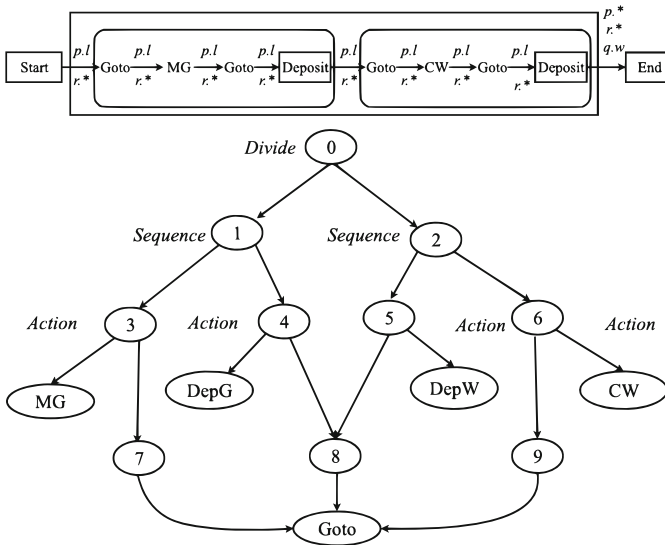 p.*
r.*
q.w
p.l p.l p.l p.l p.l p.l p.l p.l
Start Goto MG Goto Deposit Goto CW Goto Deposit End
r.* r.* r.* r.* r.* r.* r.* r.*
Divide 0
Sequence 1 Sequence 2
Action 3 Action 4 5 Action 6 Action
MG DepG DepW CW
7 8 9
Goto